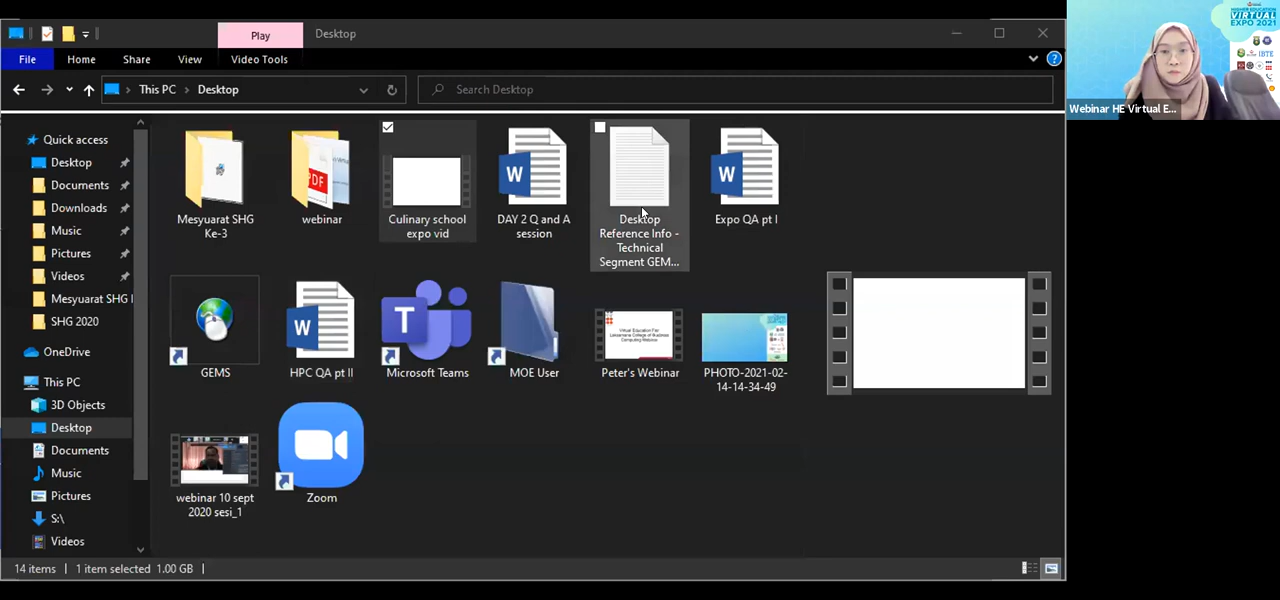 Play
Desktop
File
Home
Share
View
Video Tools
This PC
Desktop
Search Desktop
Quick access
Desktop
Documents
Downloads
Music
Pictures
Videos
Mesyuarat SHG
SHG 2020
OneDrive
This PC
3D Objects
Desktop
Documents
Music
Pictures
S:\
Videos
Mesyuarat SHG
Ke-3
PDF
webinar
Culinary school
expo vid
W
DAY 2 Q and A
session
Desktop
Reference Info -
Technical
Segment GEM...
W
Expo QA pt I
GEMS
W
HPC QA pt II
T
Microsoft Teams
MOE User
Peter's Webinar
PHOTO-2021-02-
14-14-34-49
webinar 10 sept
2020 sesi_1
Zoom
14 items
1 item selected 1.00 GB
HIGHER EDUCATION
VIRTUAL
EXPO 2021
IBTE
Webinar HE Virtual E...